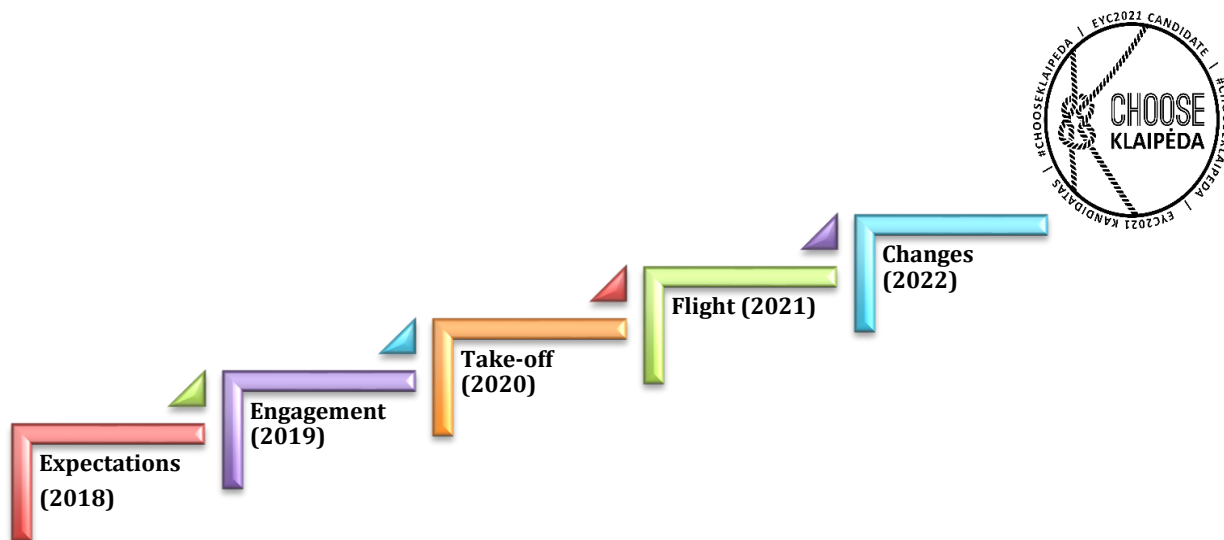 #CHOOSEKLAIPEDA | EYC2021 CANDIDATE | #CHOOSEKLAIPEDA | EYC2021 KANDIDATAS |
CHOOSE
KLAIPĖDA
Changes
(2022)
Flight (2021)
Take-off
(2020)
Engagement
(2019)
Expectations
(2018)